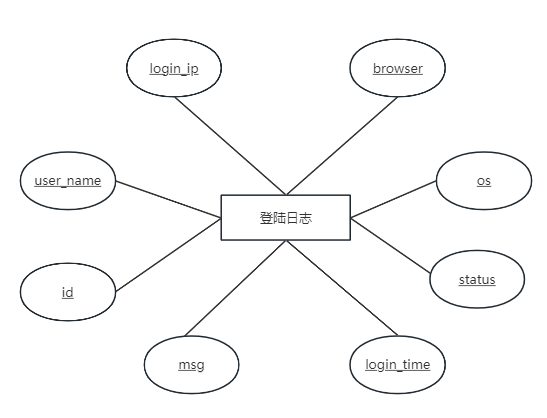 login_ip
browser
user_name
os
登陆日志
id
status
msg
login_time